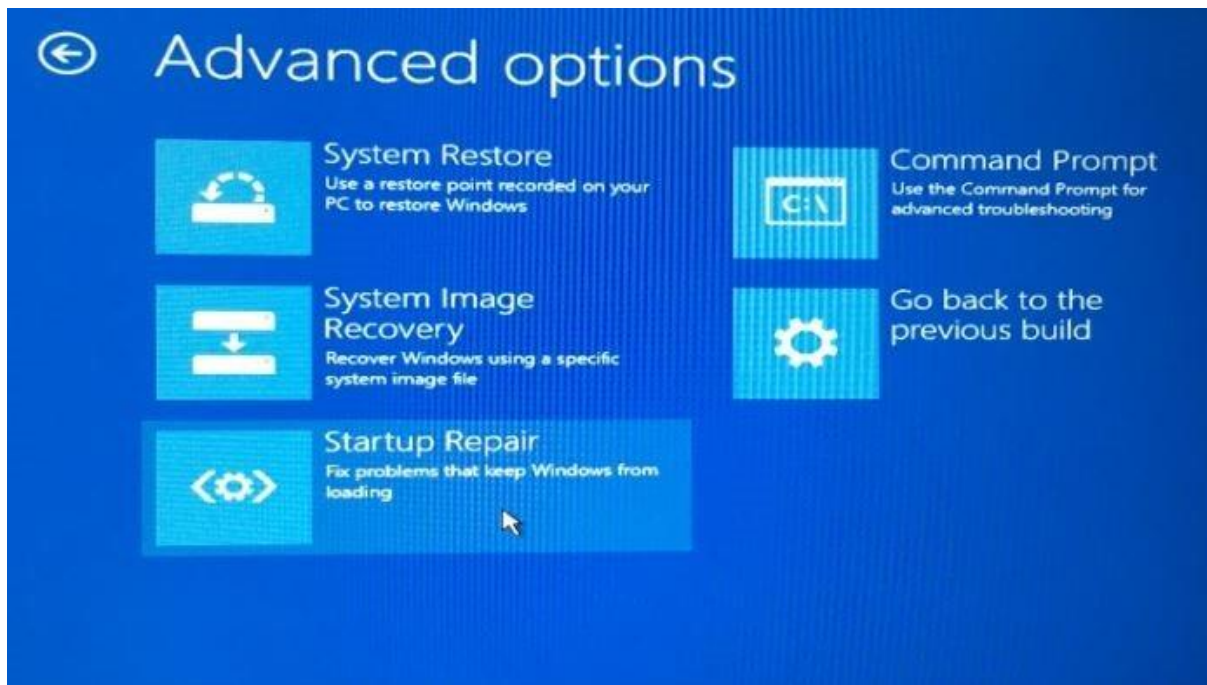 Advanced options
System Restore
Use a restore point recorded on your
PC to restore Windows
System Image
Recovery
Recover Windows using a specific
system image file
Startup Repair
Fix problems that keep Windows from
loading
Command Prompt
Use the Command Prompt for
advanced troubleshooting
C:\
Go back to the
previous build